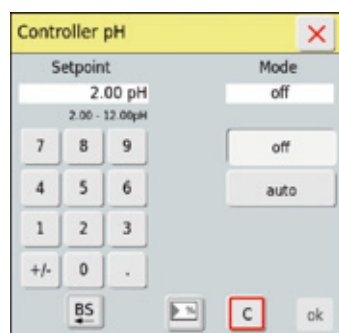 Controller pH
Setpoint
Mode
2.00 pH
off
2.00 - 12.00pH
7 8 9
off
4 5 6
auto
1 2 3
+/- 0 .
BS
%
C
ok